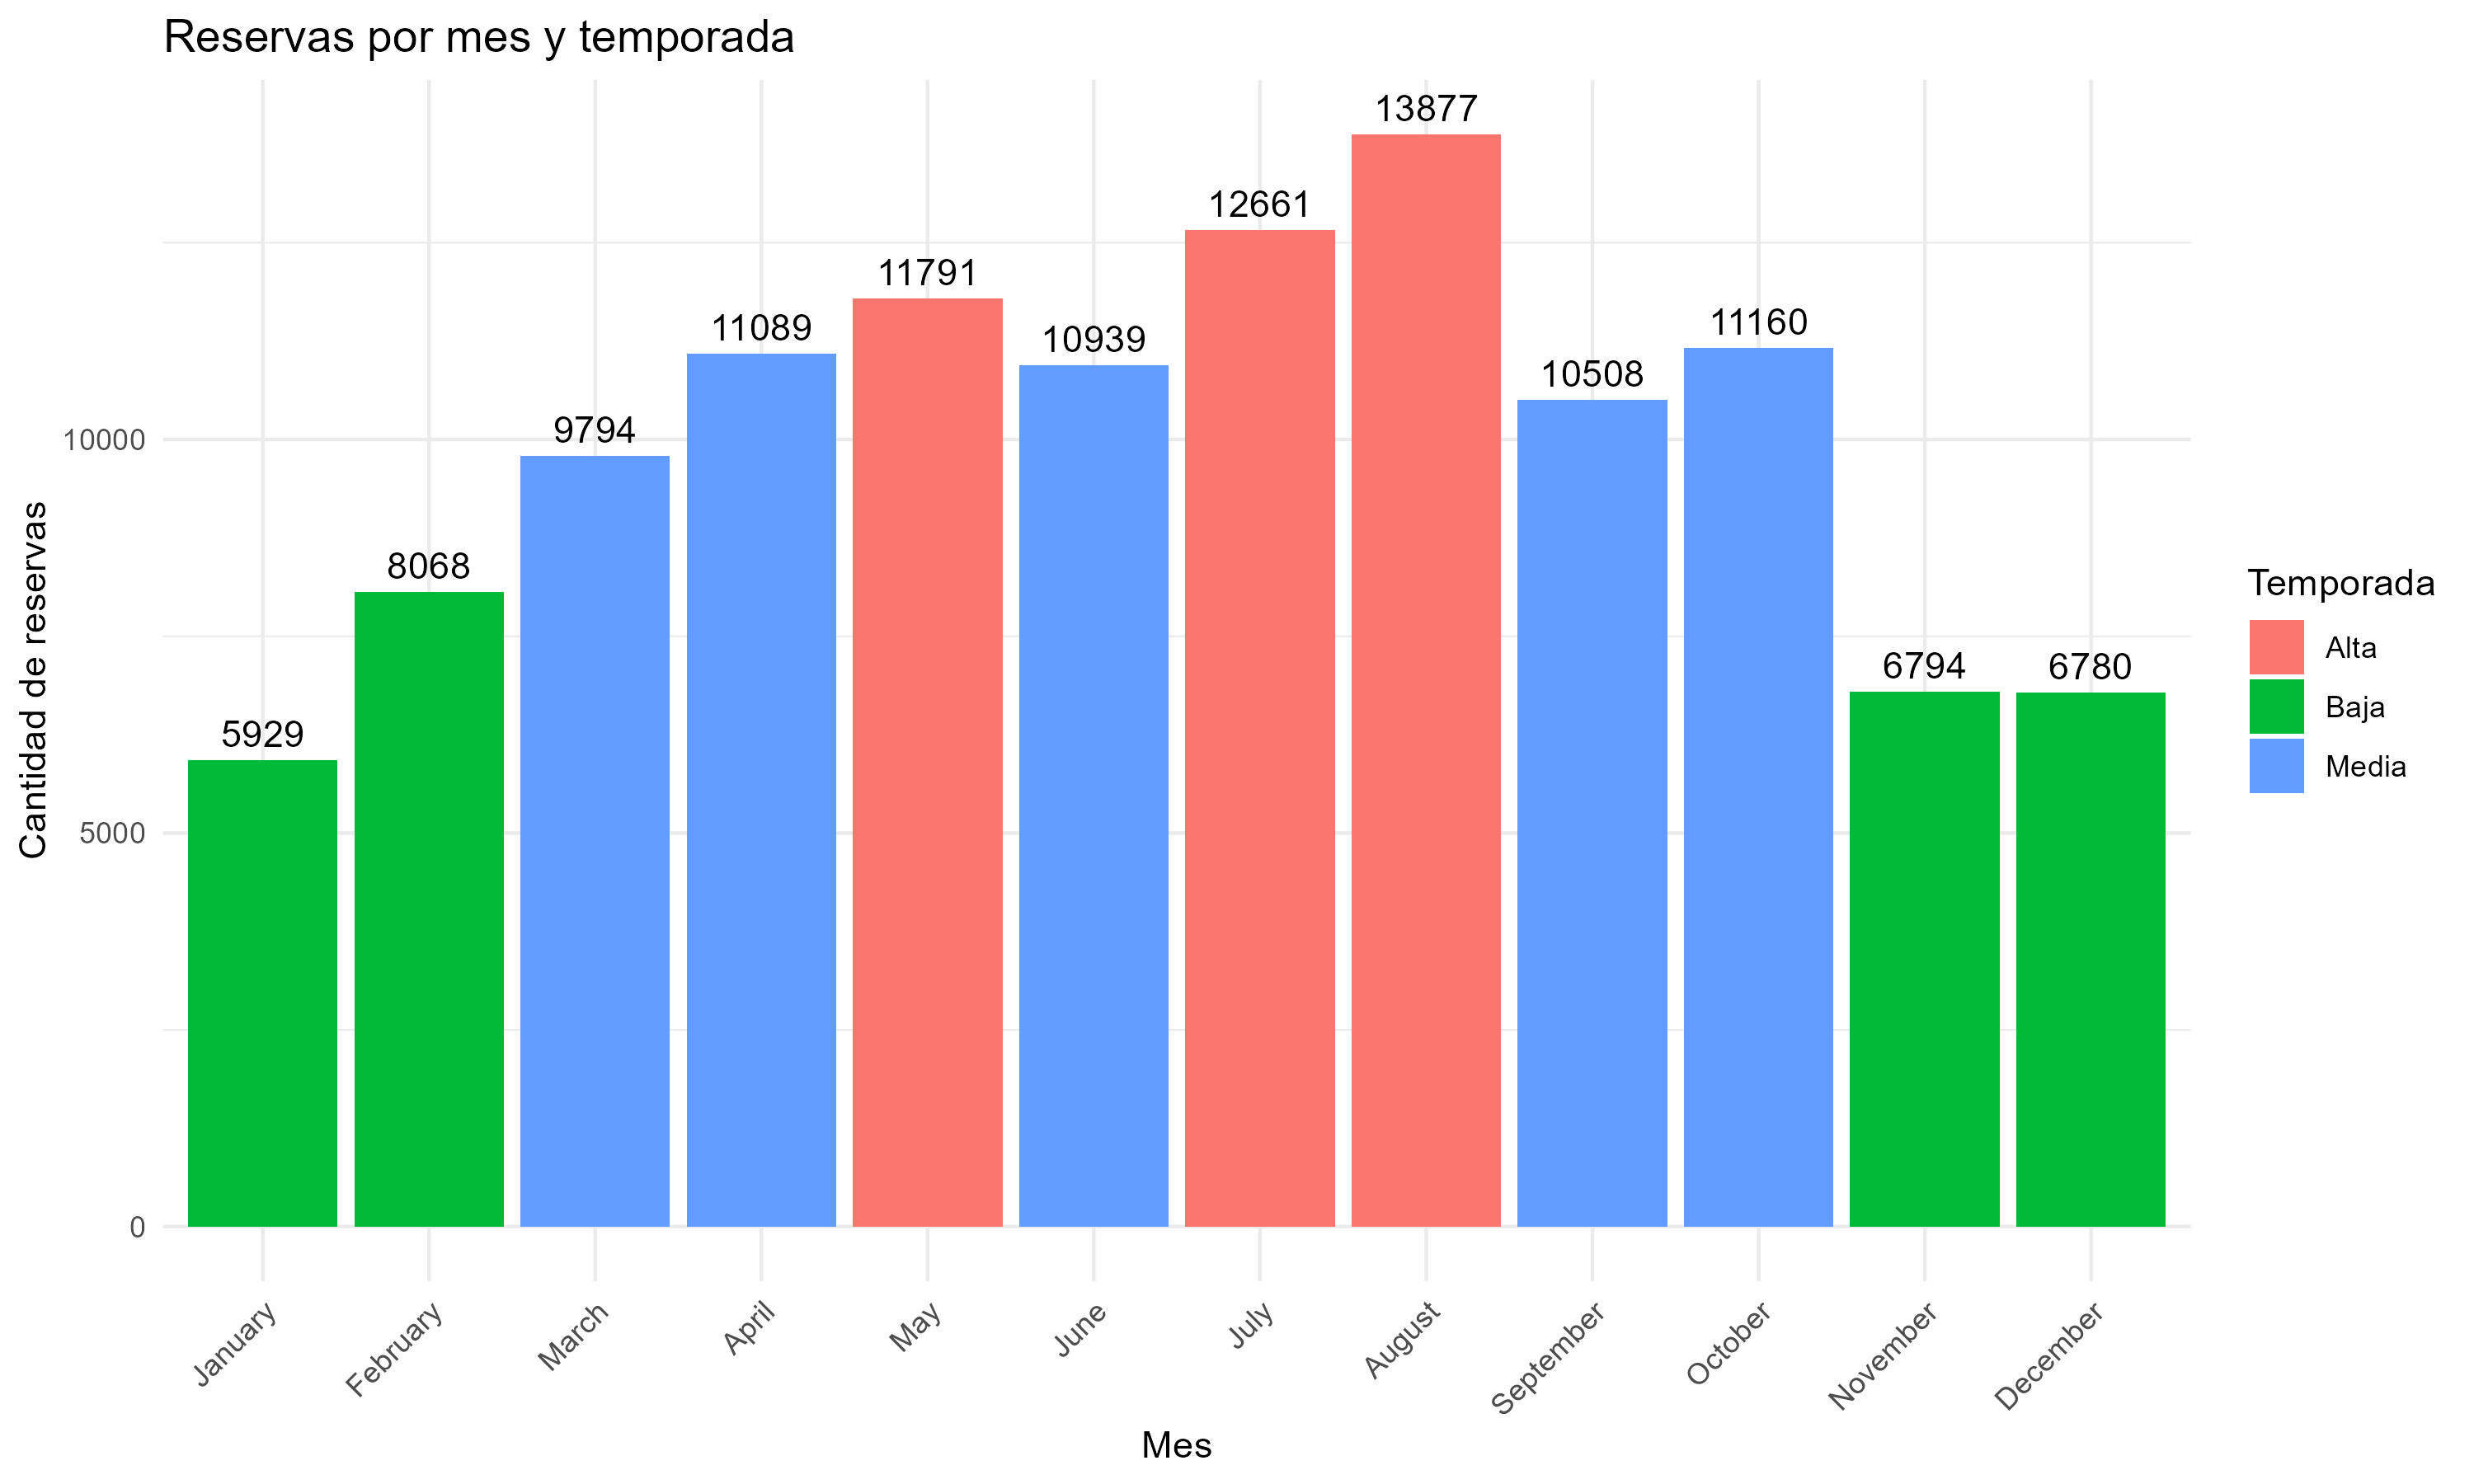 Reservas por mes y temporada
Cantidad de reservas
10000
5000
0
5929
8068
9794
11089
11791
10939
12661
13877
10508
11160
6794
6780
January
February
March
April
May
June
July
August
September
October
November
December
Mes
Temporada
Alta
Baja
Media